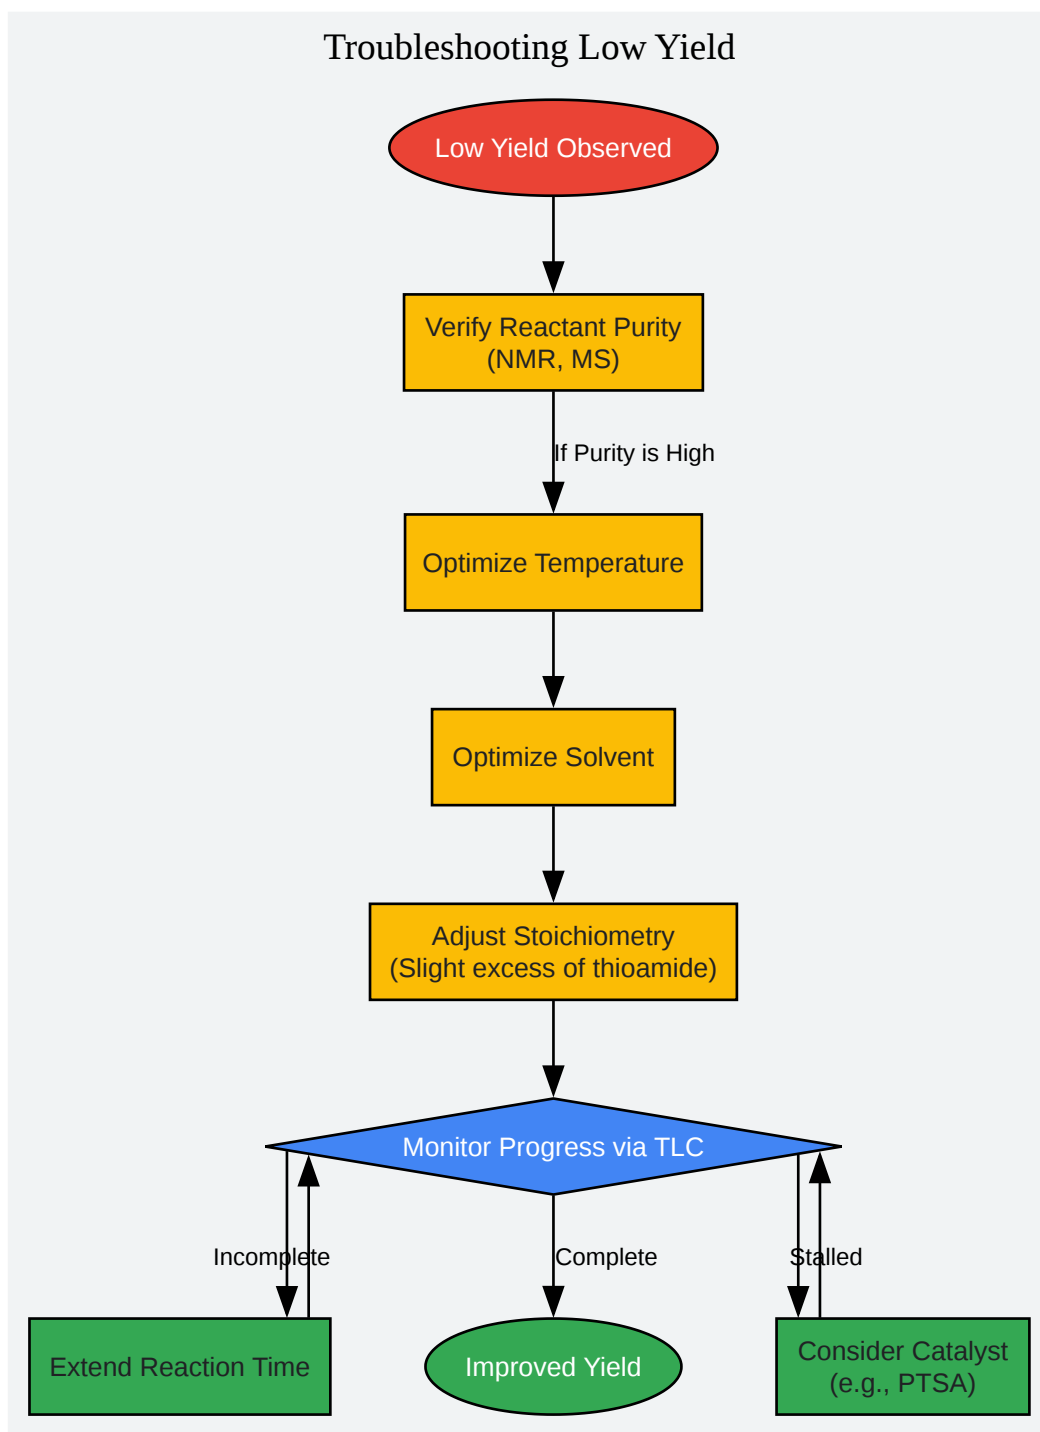 Troubleshooting Low Yield
Low Yield Observed
Verify Reactant Purity
(NMR, MS)
If Purity is High
Optimize Temperature
Optimize Solvent
Adjust Stoichiometry
(Slight excess of thioamide)
Monitor Progress via TLC
Incomplete
Complete
Stalled
Extend Reaction Time
Improved Yield
Consider Catalyst
(e.g., PTSA)